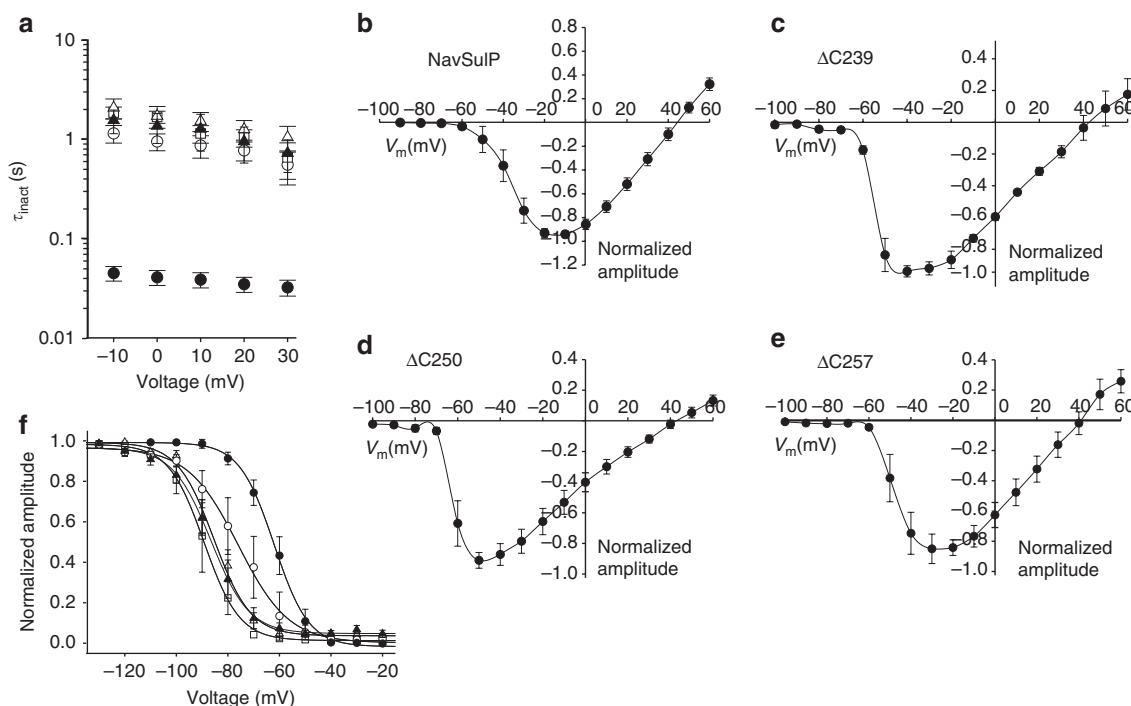 a
10
1
0.1
0.01
τinact (s)
−10 0 10 20 30
Voltage (mV)
b
NavSulP
0.8
0.6
0.4
0.2
−100 −80 −60 −40 −20 0 20 40 60
Vm(mV)
−0.2
−0.4
−0.6
−0.8
−1.0
−1.2
Normalized
amplitude
c
ΔC239
0.4
0.2
−100 −80 −60 −40 −20 0 20 40 60
Vm(mV)
−0.2
−0.4
−0.6
−0.8
−1.0
Normalized
amplitude
d
ΔC250
0.4
0.2
−100 −80 −60 −40 −20 0 20 40 60
Vm(mV)
−0.2
−0.4
−0.6
−0.8
−1.0
Normalized
amplitude
e
ΔC257
0.4
0.2
−100 −80 −60 −40 −20 0 20 40 60
Vm(mV)
−0.2
−0.4
−0.6
−0.8
−1.0
Normalized
amplitude
f
1.0
0.8
0.6
0.4
0.2
0.0
Normalized amplitude
−120 −100 −80 −60 −40 −20
Voltage (mV)